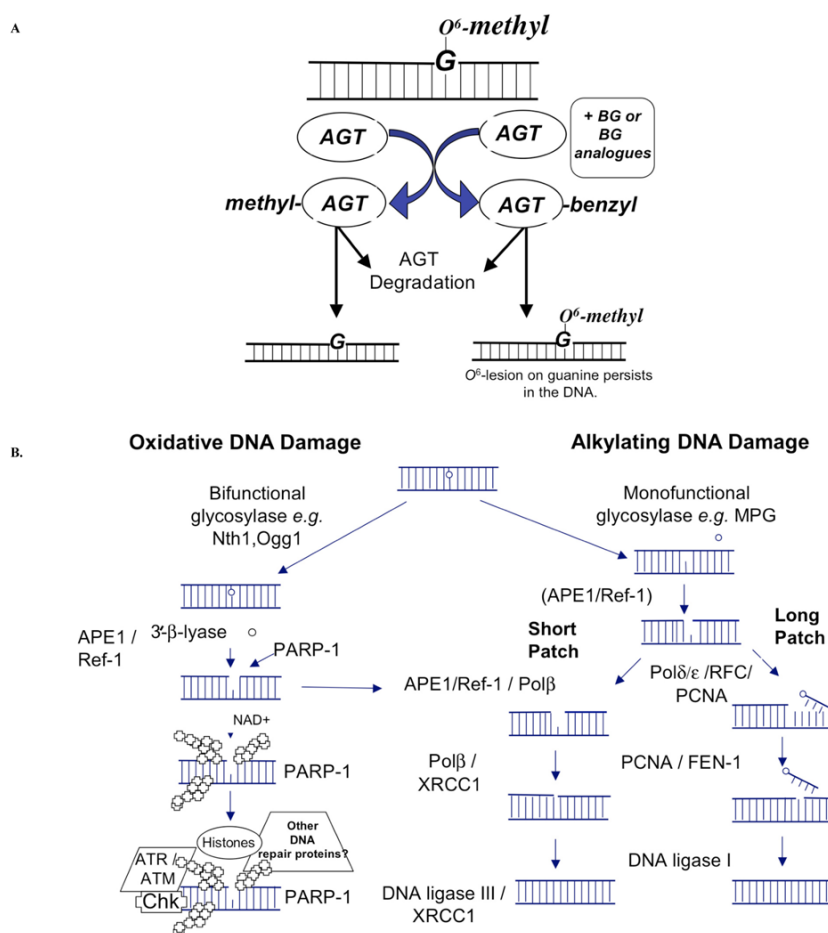 A
O⁶-methyl
G
AGT
AGT
+ BG or
BG
analogues
methyl-
AGT
AGT
-benzyl
AGT
Degradation
G
O⁶-methyl
G
O⁶-lesion on guanine persists
in the DNA.
B.
Oxidative DNA Damage
Alkylating DNA Damage
Bifunctional
glycosylase e.g.
Nth1,Ogg1
Monofunctional
glycosylase e.g. MPG
(APE1/Ref-1)
APE1 /
Ref-1
3′-β-lyase
PARP-1
Short
Patch
Long
Patch
APE1/Ref-1 / Polβ
Polδ/ε /RFC/
PCNA
NAD+
PARP-1
Polβ /
XRCC1
PCNA / FEN-1
Histones
Other
DNA
repair proteins?
ATR /
ATM
Chk
PARP-1
DNA ligase III /
XRCC1
DNA ligase I